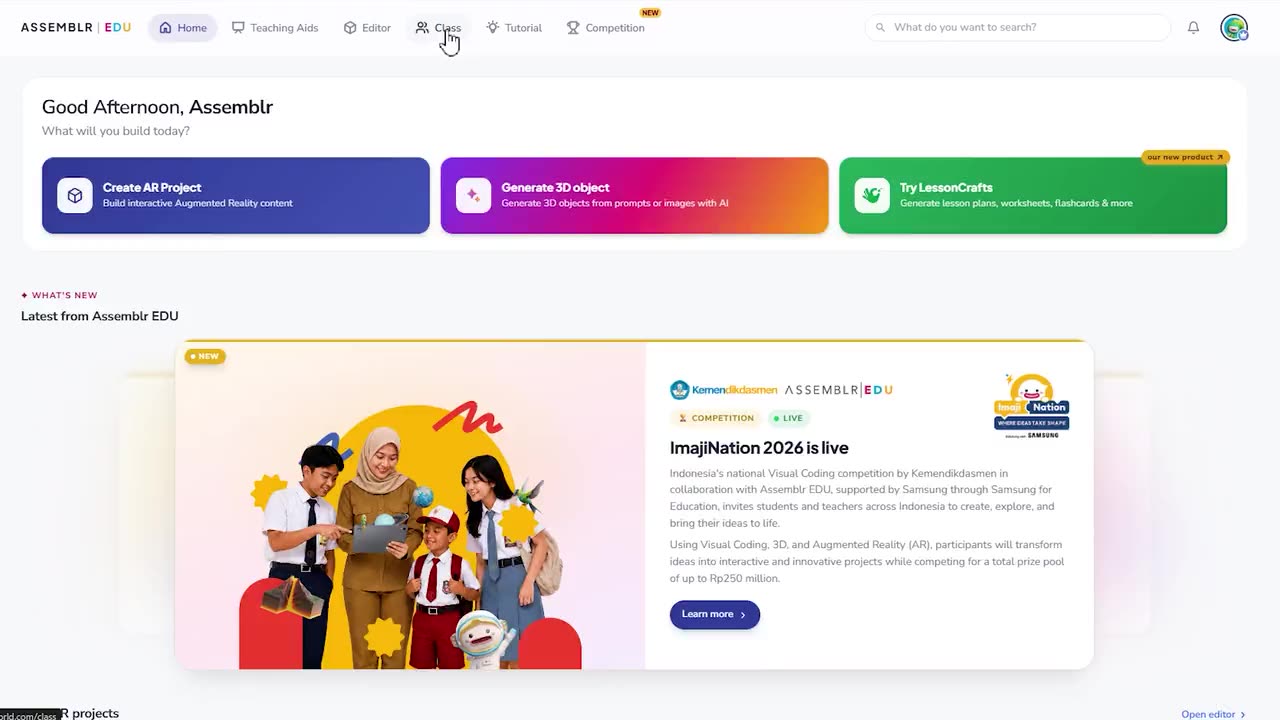 ASSEMBLR | EDU
Home
Teaching Aids
Editor
Class
Tutorial
Competition
NEW
What do you want to search?
Good Afternoon, Assemblr
What will you build today?
Create AR Project
Build interactive Augmented Reality content
Generate 3D object
Generate 3D objects from prompts or images with AI
our new product
Try LessonCrafts
Generate lesson plans, worksheets, flashcards & more
WHAT'S NEW
Latest from Assemblr EDU
NEW
Kemendikdasmen ASSEMBLR | EDU
Imaji Nation
WHERE IDEAS TAKE SHAPE
SAMSUNG
COMPETITION
LIVE
ImajiNation 2026 is live
Indonesia's national Visual Coding competition by Kemendikdasmen in
collaboration with Assemblr EDU, supported by Samsung through Samsung for
Education, invites students and teachers across Indonesia to create, explore, and
bring their ideas to life.
Using Visual Coding, 3D, and Augmented Reality (AR), participants will transform
ideas into interactive and innovative projects while competing for a total prize pool
of up to Rp250 million.
Learn more
orld.com/class
R projects
Open editor